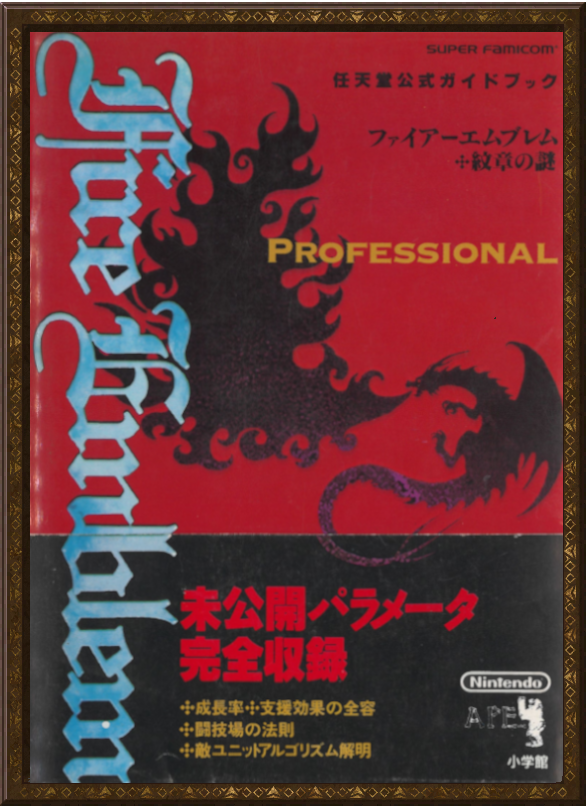 SUPER FAMICOM
任天堂公式ガイドブック
ファイアーエムブレム
✢紋章の謎
PROFESSIONAL
Fire Emblem
未公開パラメータ
完全収録
✢成長率✢支援効果の全容
✢闘技場の法則
✢敵ユニットアルゴリズム解明
Nintendo
APE
小学館